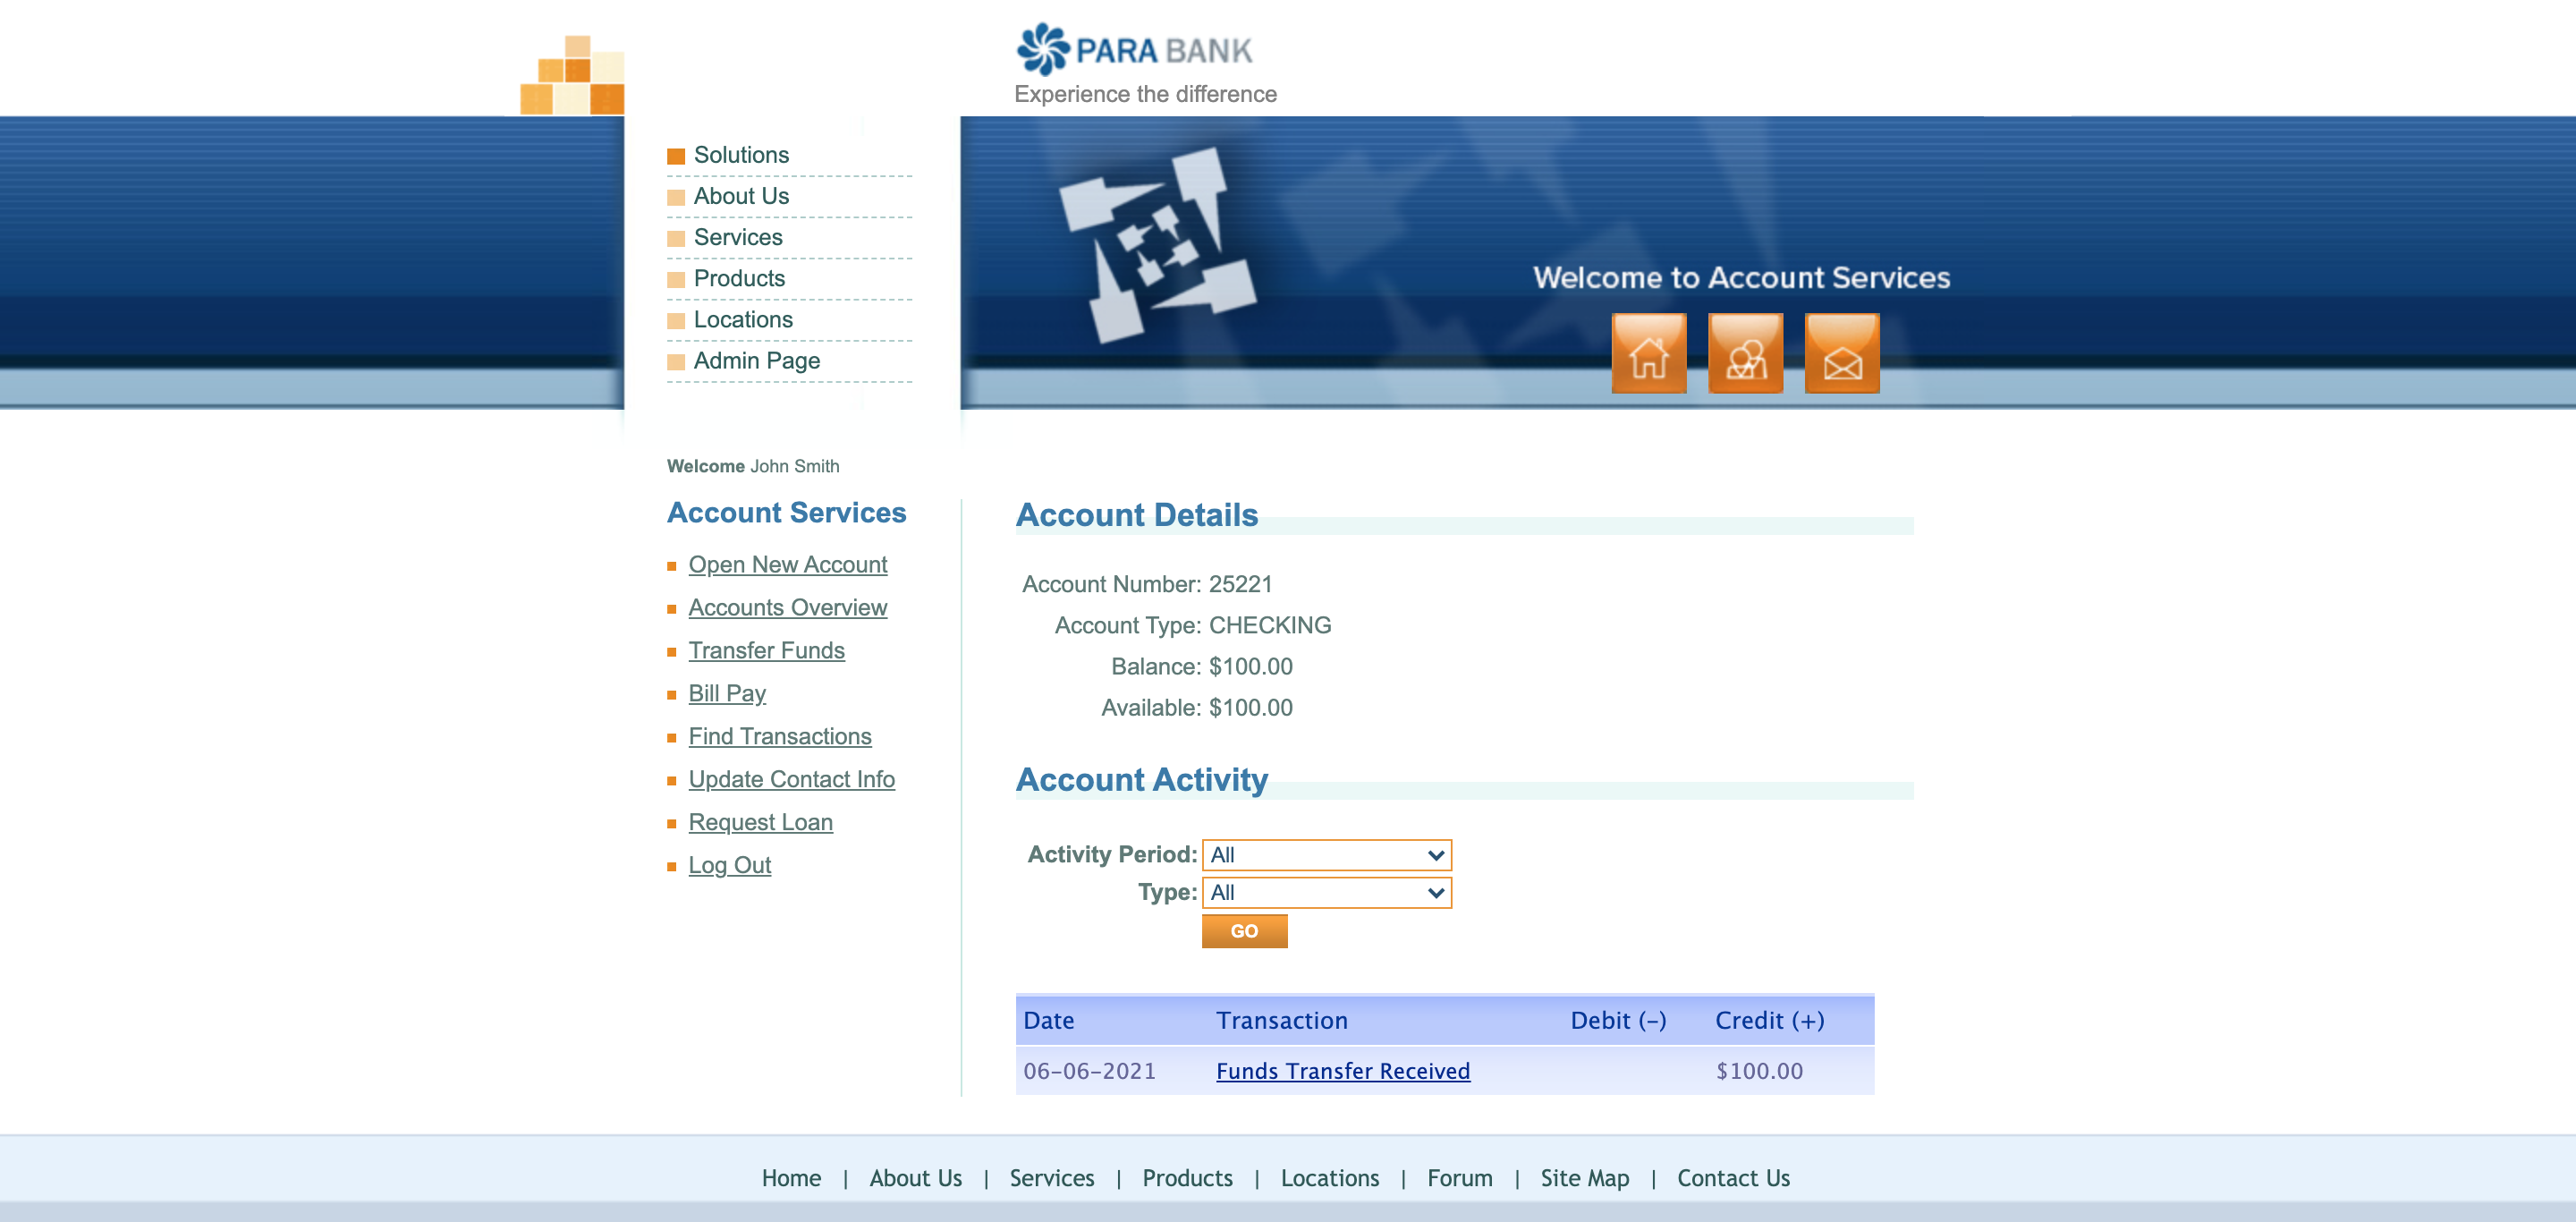 PARA BANK
Experience the difference
Solutions
About Us
Services
Products
Locations
Admin Page
Welcome to Account Services
Welcome John Smith
Account Services
Open New Account
Accounts Overview
Transfer Funds
Bill Pay
Find Transactions
Update Contact Info
Request Loan
Log Out
Account Details
Account Number: 25221
Account Type: CHECKING
Balance: $100.00
Available: $100.00
Account Activity
Activity Period: All
Type: All
GO
Date Transaction Debit (-) Credit (+)
06-06-2021 Funds Transfer Received $100.00
Home | About Us | Services | Products | Locations | Forum | Site Map | Contact Us